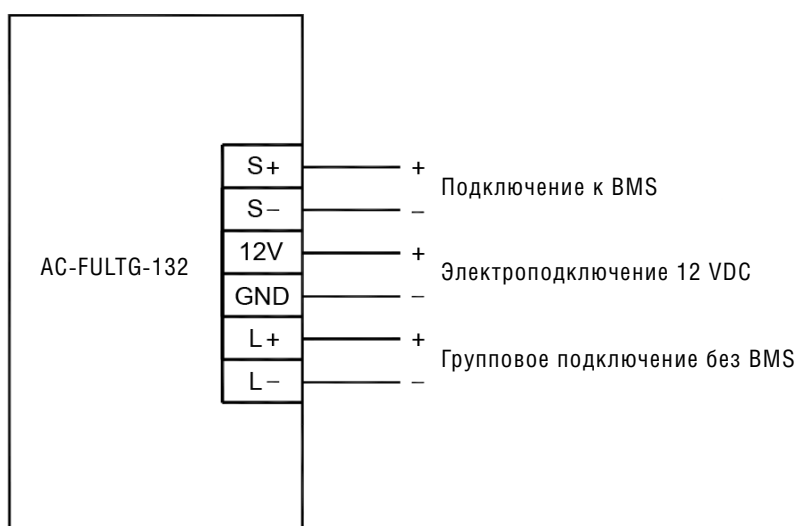 S+ +
Подключение к BMS
S– –
12V +
AC-FULTG-132
Электроподключение 12 VDC
GND –
L+ +
Групповое подключение без BMS
L– –